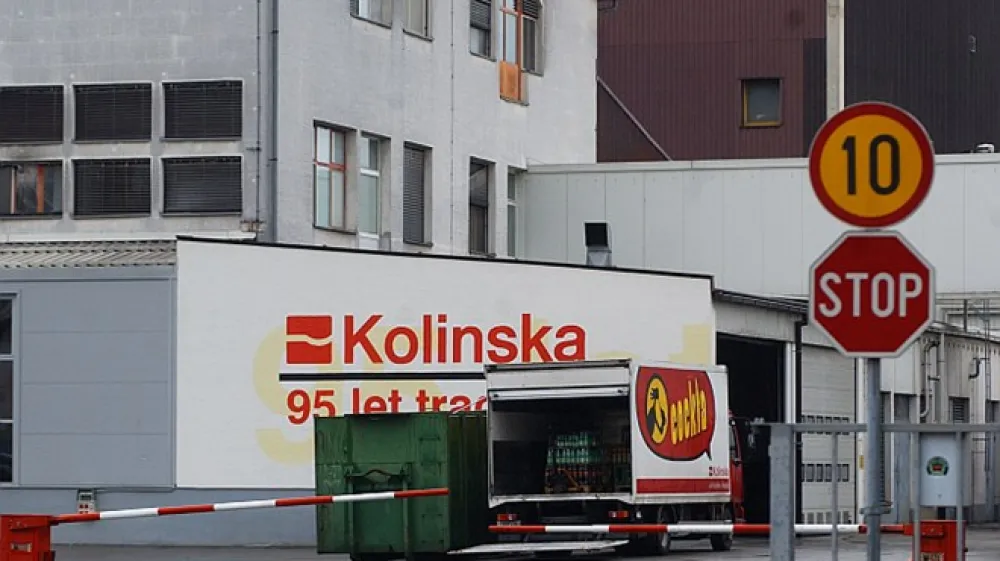 10
STOP
Kolinska
95 let
cockta
Kolinska